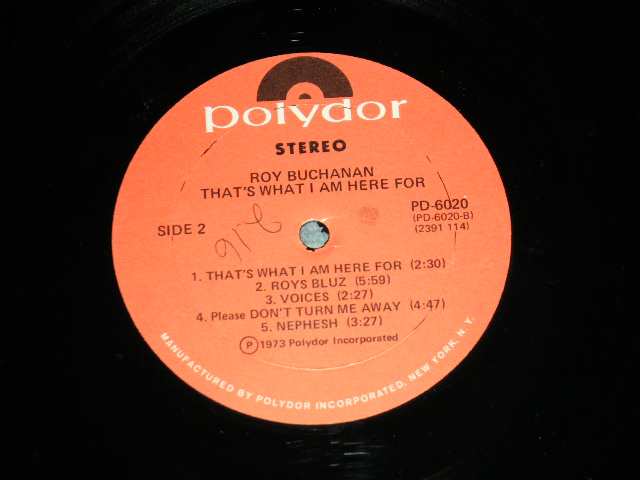 polydor
STEREO
ROY BUCHANAN
THAT'S WHAT I AM HERE FOR
SIDE 2
PD-6020
(PD-6020-B)
(2391 114)
1. THAT'S WHAT I AM HERE FOR (2:30)
2. ROYS BLUZ (5:59)
3. VOICES (2:27)
4. Please DON'T TURN ME AWAY (4:47)
5. NEPHESH (3:27)
Ⓟ1973 Polydor Incorporated
MANUFACTURED BY POLYDOR INCORPORATED, NEW YORK, N.Y.